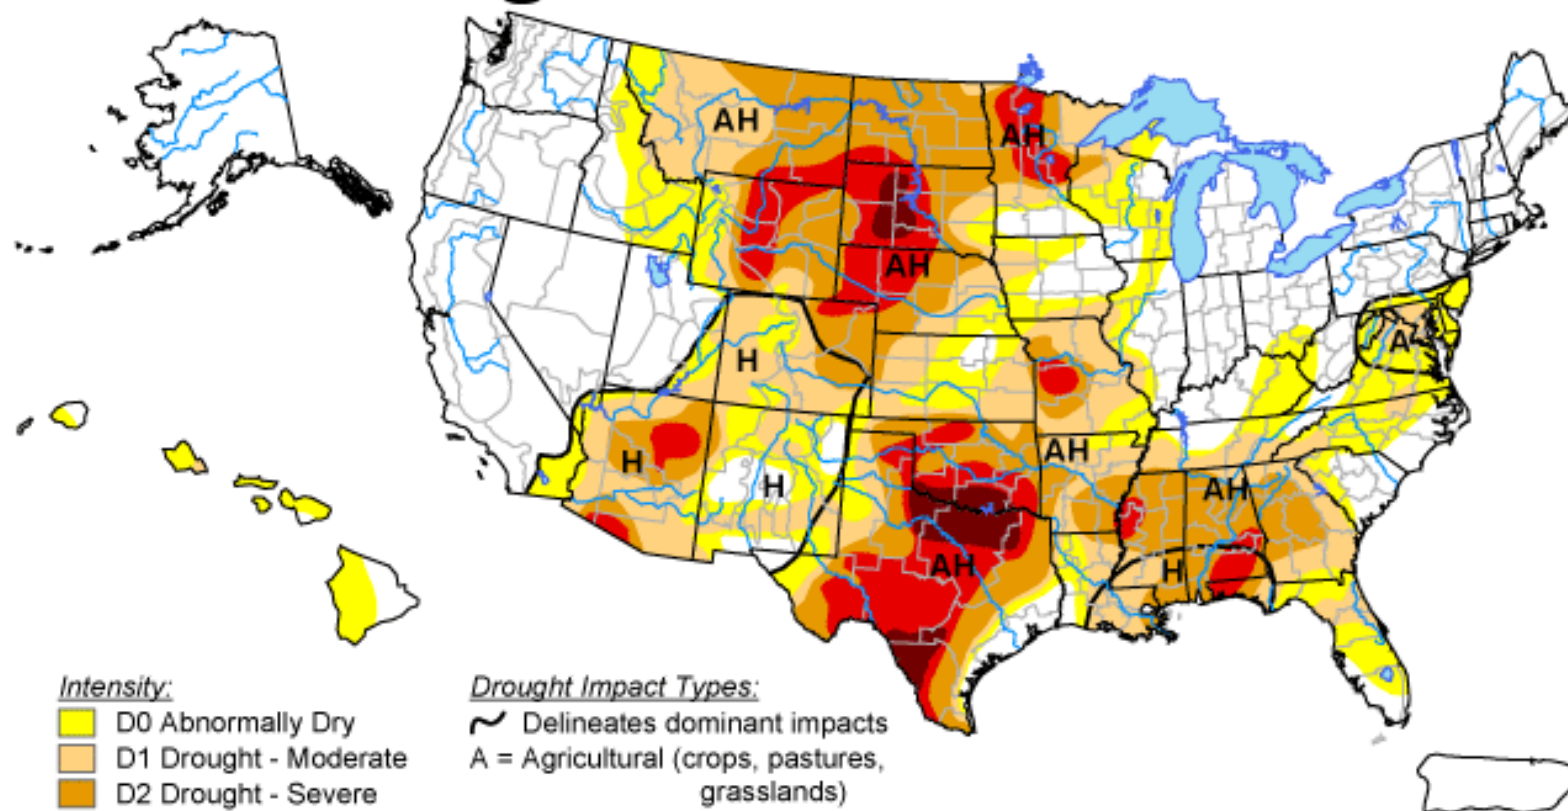 AH
AH
AH
H
A
H
AH
H
AH
AH
H
Intensity:
D0 Abnormally Dry
D1 Drought - Moderate
D2 Drought - Severe
Drought Impact Types:
Delineates dominant impacts
A = Agricultural (crops, pastures,
grasslands)